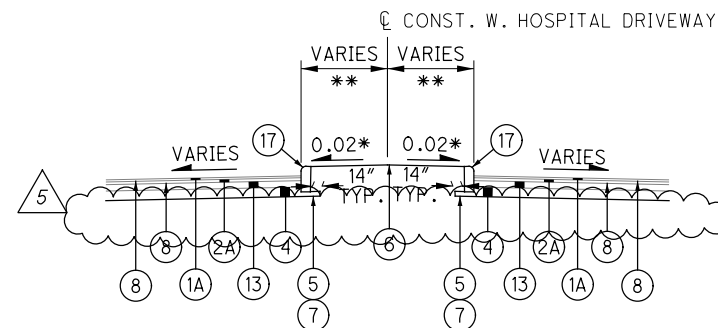 ℄ CONST. W. HOSPITAL DRIVEWAY
VARIES VARIES
** **
17 0.02* 0.02* 17
VARIES VARIES
5 14" 14"
TYP. TYP.
8 8 2A 4 6 4 2A 8
8 1A 13 5 5 13 1A 8
7 7